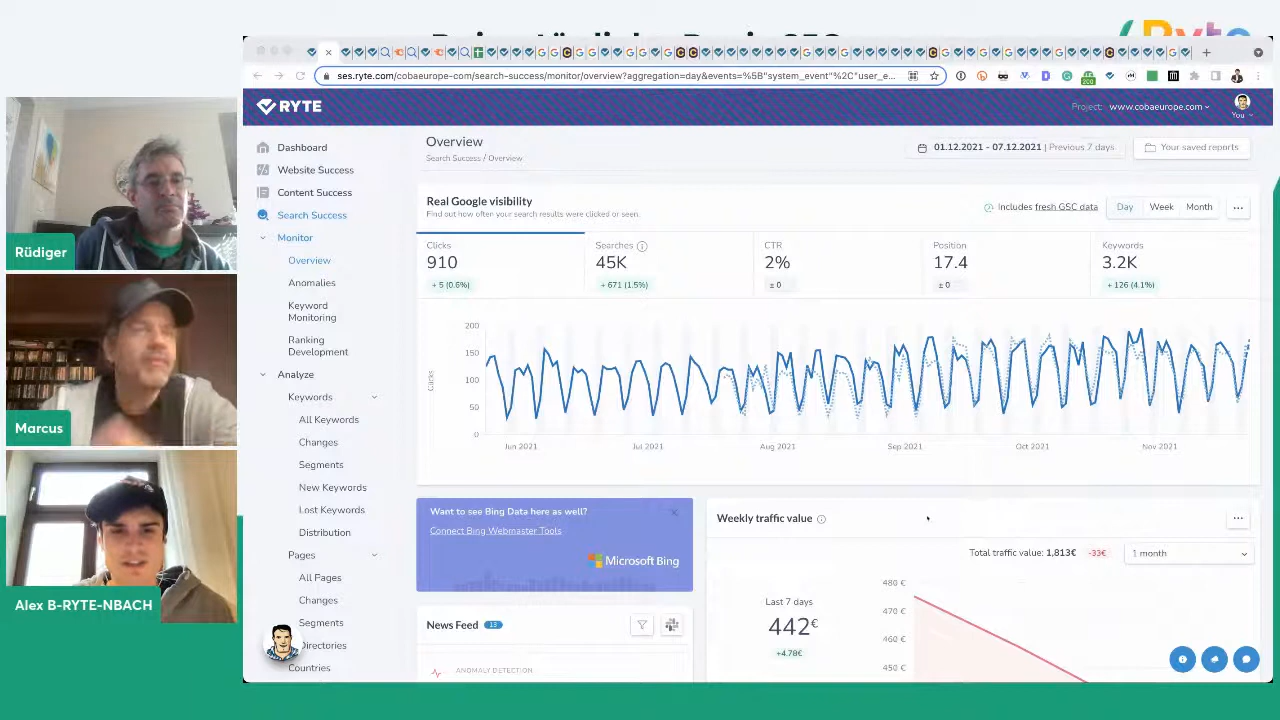 ses.ryte.com/cobaeurope-com/search-success/monitor/overview?aggregation=day&events=%5B"system_event"%2C"user_e...
RYTE
Project: www.cobaeurope.com
You
Rüdiger
Marcus
Alex B-RYTE-NBACH
Dashboard
Website Success
Content Success
Search Success
Monitor
Overview
Anomalies
Keyword
Monitoring
Ranking
Development
Analyze
Keywords
All Keywords
Changes
Segments
New Keywords
Lost Keywords
Distribution
Pages
All Pages
Changes
Segments
Directories
Countries
Overview
Search Success / Overview
01.12.2021 - 07.12.2021 | Previous 7 days
Your saved reports
Real Google visibility
Find out how often your search results were clicked or seen.
Includes fresh GSC data
Day Week Month
Clicks
910
+ 5 (0.6%)
Searches
45K
+ 671 (1.5%)
CTR
2%
± 0
Position
17.4
± 0
Keywords
3.2K
+ 126 (4.1%)
Clicks
200
150
100
50
0
Jun 2021 Jul 2021 Aug 2021 Sep 2021 Oct 2021 Nov 2021
Want to see Bing Data here as well?
Connect Bing Webmaster Tools
Microsoft Bing
News Feed 13
ANOMALY DETECTION
Weekly traffic value
Total traffic value: 1,813€ -33€
1 month
Last 7 days
442€
+4.78€
480 €
470 €
460 €
450 €